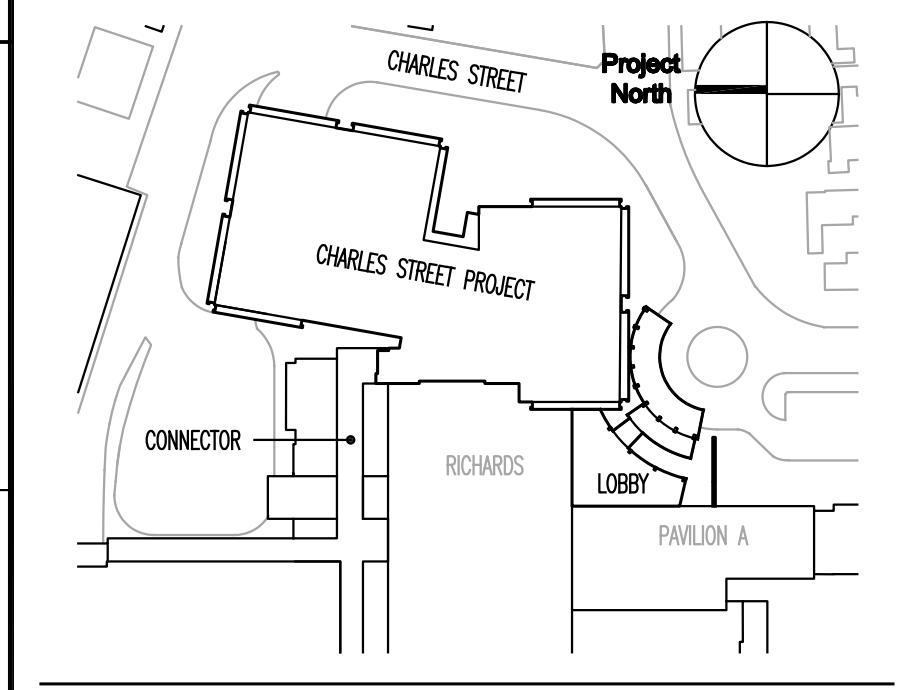 CHARLES STREET
Project
North
CHARLES STREET PROJECT
CONNECTOR
RICHARDS
LOBBY
PAVILION A